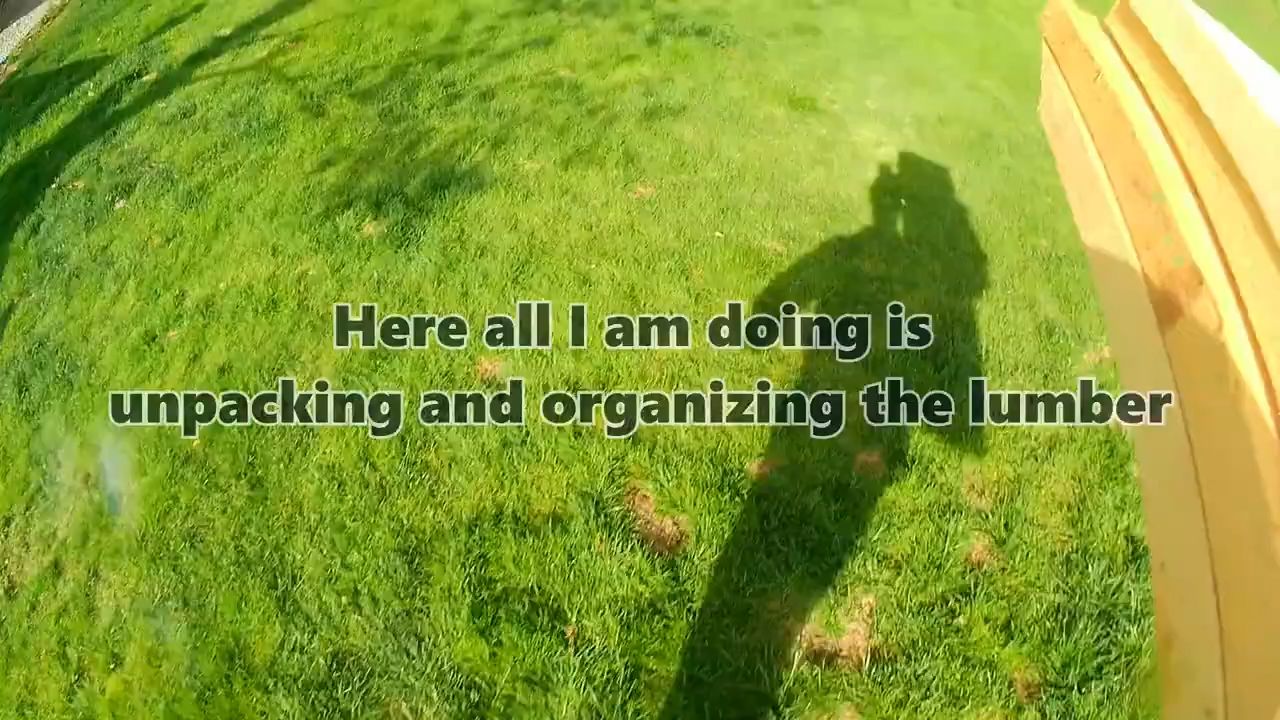 Here all I am doing is
unpacking and organizing the lumber